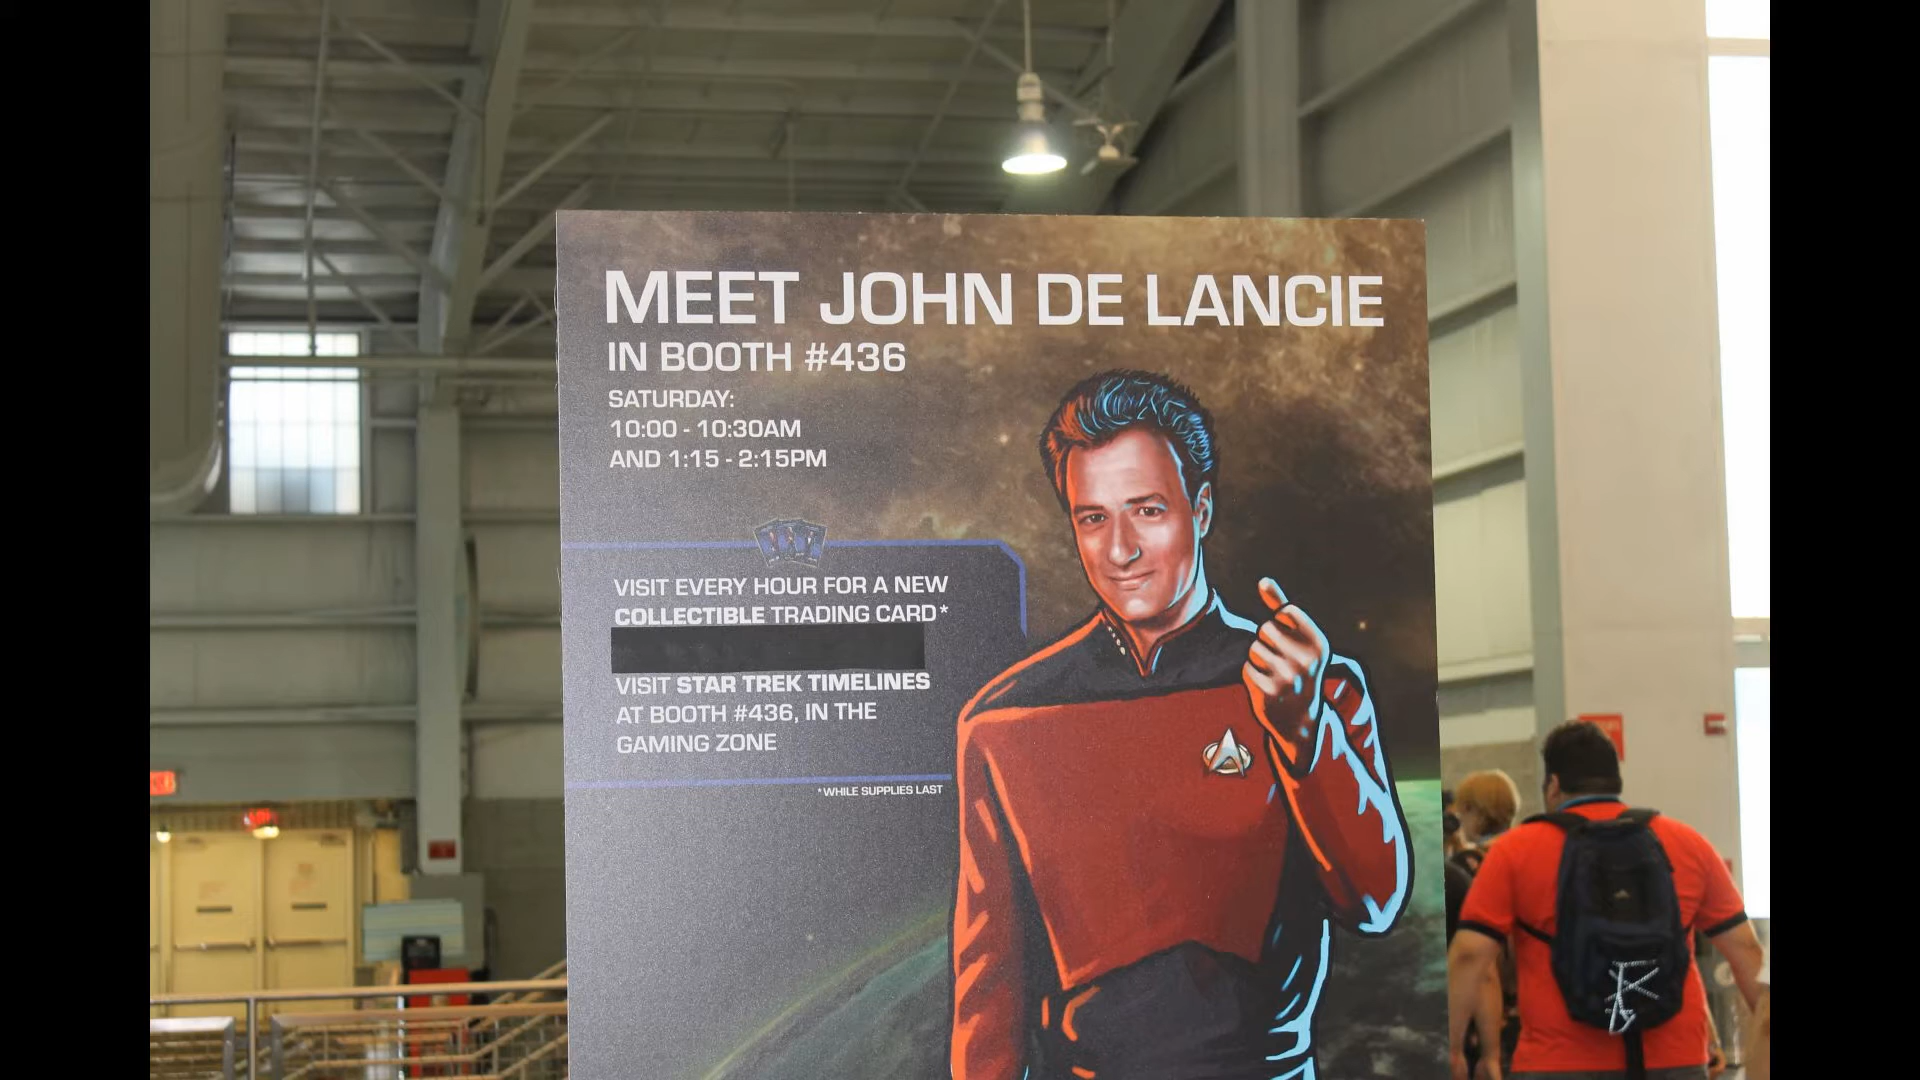 MEET JOHN DE LANCIE
IN BOOTH #436
SATURDAY:
10:00 - 10:30AM
AND 1:15 - 2:15PM
VISIT EVERY HOUR FOR A NEW
COLLECTIBLE TRADING CARD*
VISIT STAR TREK TIMELINES
AT BOOTH #436, IN THE
GAMING ZONE
*WHILE SUPPLIES LAST